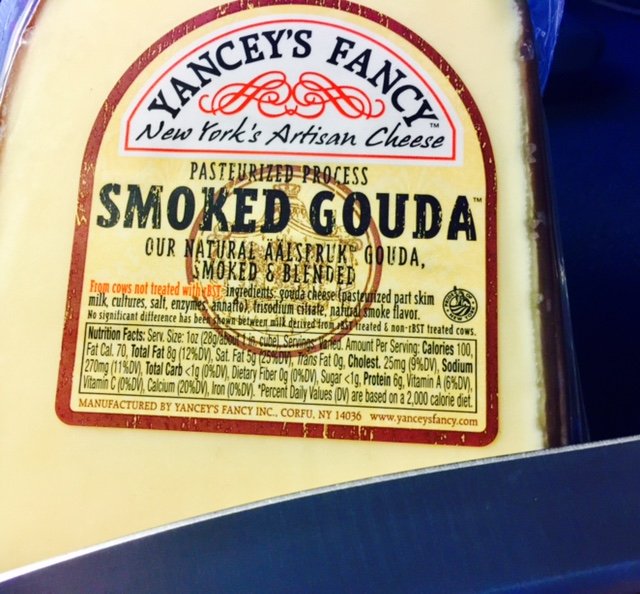 YANCEY'S FANCY™
New York's Artisan Cheese
PASTEURIZED PROCESS
SMOKED GOUDA™
OUR NATURAL ÄALSPRUK® GOUDA,
SMOKED & BLENDED
From cows not treated with rBST. ingredients: gouda cheese (pasteurized part skim
milk, cultures, salt, enzymes, annatto), trisodium citrate, natural smoke flavor.
No significant difference has been shown between milk derived from rBST treated & non-rBST treated cows.
Nutrition Facts: Serv. Size: 1oz (28g/about 1 in. cube), Servings: Varied. Amount Per Serving: Calories 100,
Fat Cal. 70, Total Fat 8g (12%DV), Sat. Fat 5g (25%DV), Trans Fat 0g, Cholest. 25mg (9%DV), Sodium
270mg (11%DV), Total Carb <1g (0%DV), Dietary Fiber 0g (0%DV), Sugar <1g, Protein 6g, Vitamin A (6%DV),
Vitamin C (0%DV), Calcium (20%DV), Iron (0%DV). *Percent Daily Values (DV) are based on a 2,000 calorie diet.
MANUFACTURED BY YANCEY'S FANCY INC., CORFU, NY 14036 www.yanceysfancy.com